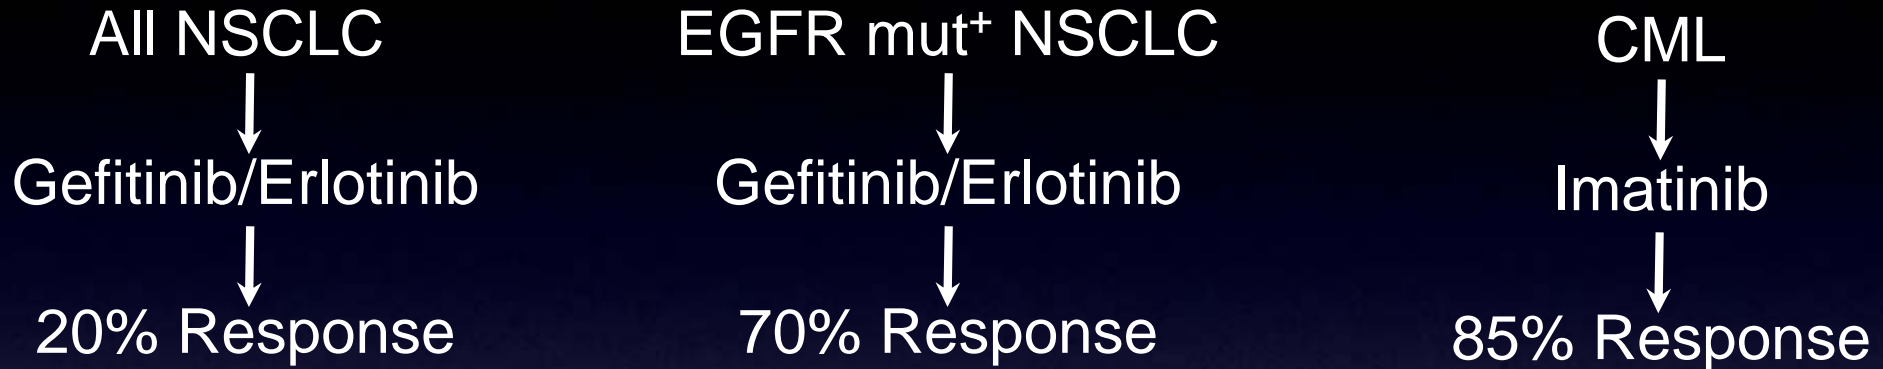 All NSCLC
Gefitinib/Erlotinib
20% Response
EGFR mut⁺ NSCLC
Gefitinib/Erlotinib
70% Response
CML
Imatinib
85% Response